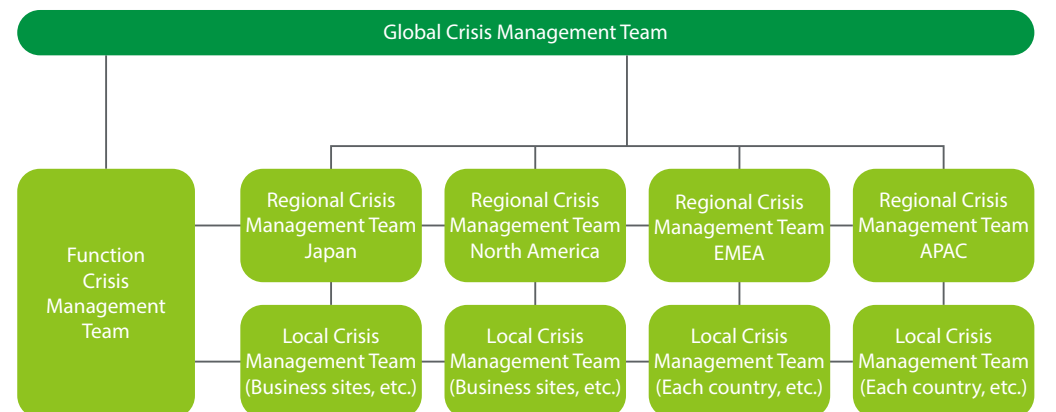 Global Crisis Management Team
Function
Crisis
Management
Team
Regional Crisis
Management Team
Japan
Regional Crisis
Management Team
North America
Regional Crisis
Management Team
EMEA
Regional Crisis
Management Team
APAC
Local Crisis
Management Team
(Business sites, etc.)
Local Crisis
Management Team
(Business sites, etc.)
Local Crisis
Management Team
(Each country, etc.)
Local Crisis
Management Team
(Each country, etc.)